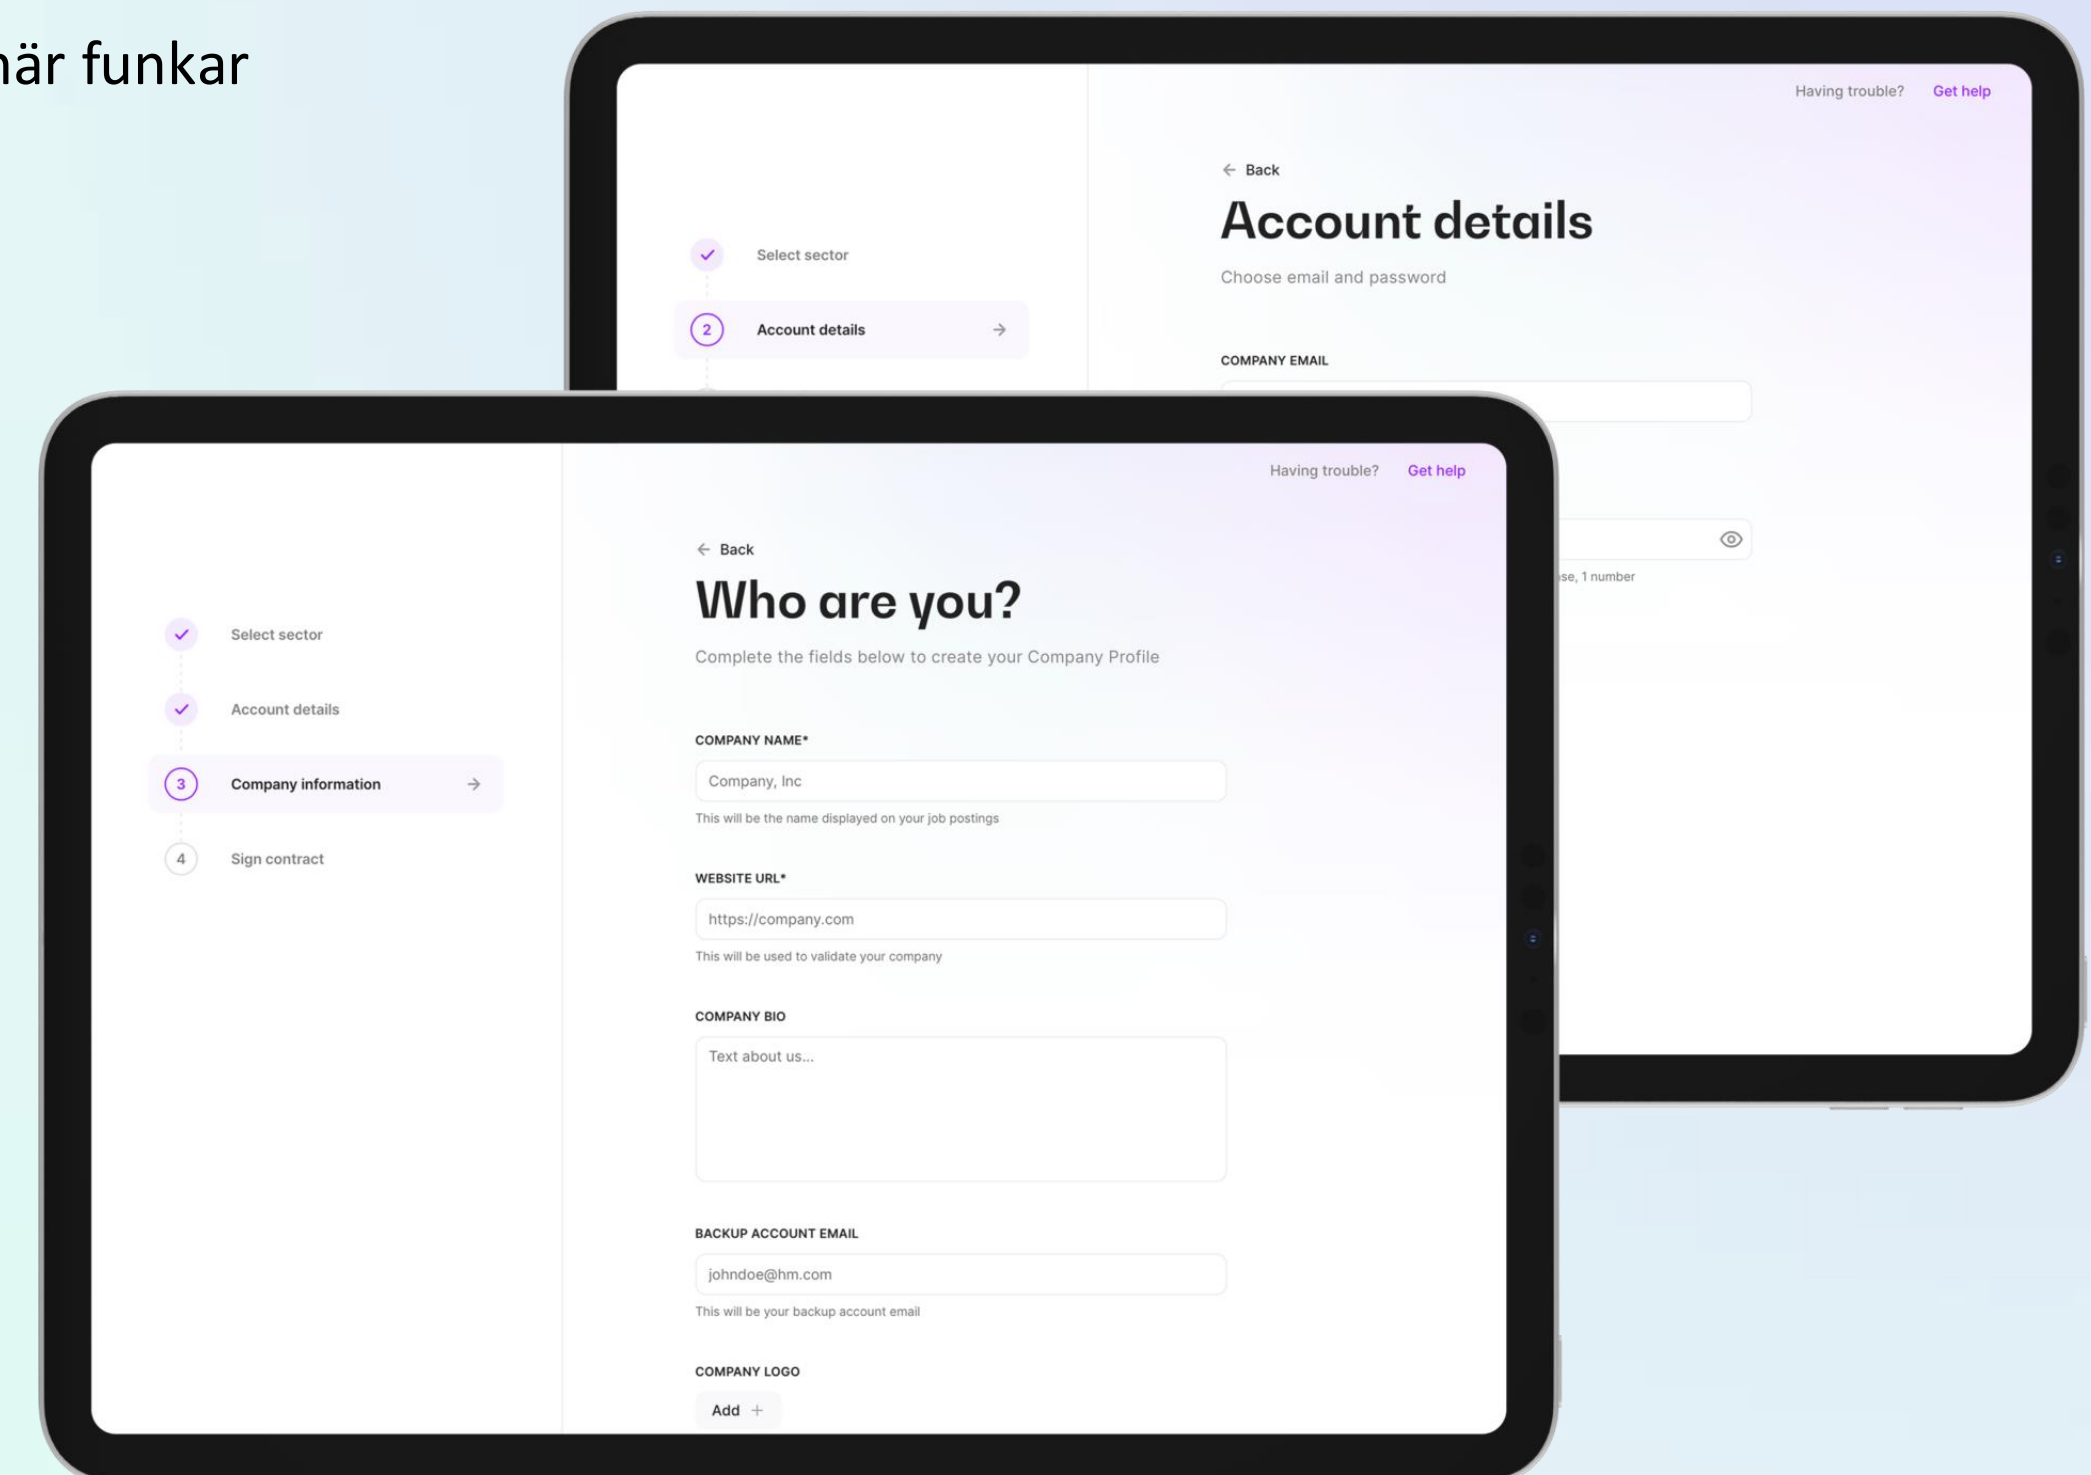 när funkar
Having trouble? Get help
Back
Account details
Choose email and password
Select sector
2 Account details
COMPANY EMAIL
1 number
Having trouble? Get help
Back
Who are you?
Complete the fields below to create your Company Profile
Select sector
Account details
3 Company information
4 Sign contract
COMPANY NAME*
Company, Inc
This will be the name displayed on your job postings
WEBSITE URL*
https://company.com
This will be used to validate your company
COMPANY BIO
Text about us...
BACKUP ACCOUNT EMAIL
johndoe@hm.com
This will be your backup account email
COMPANY LOGO
Add +